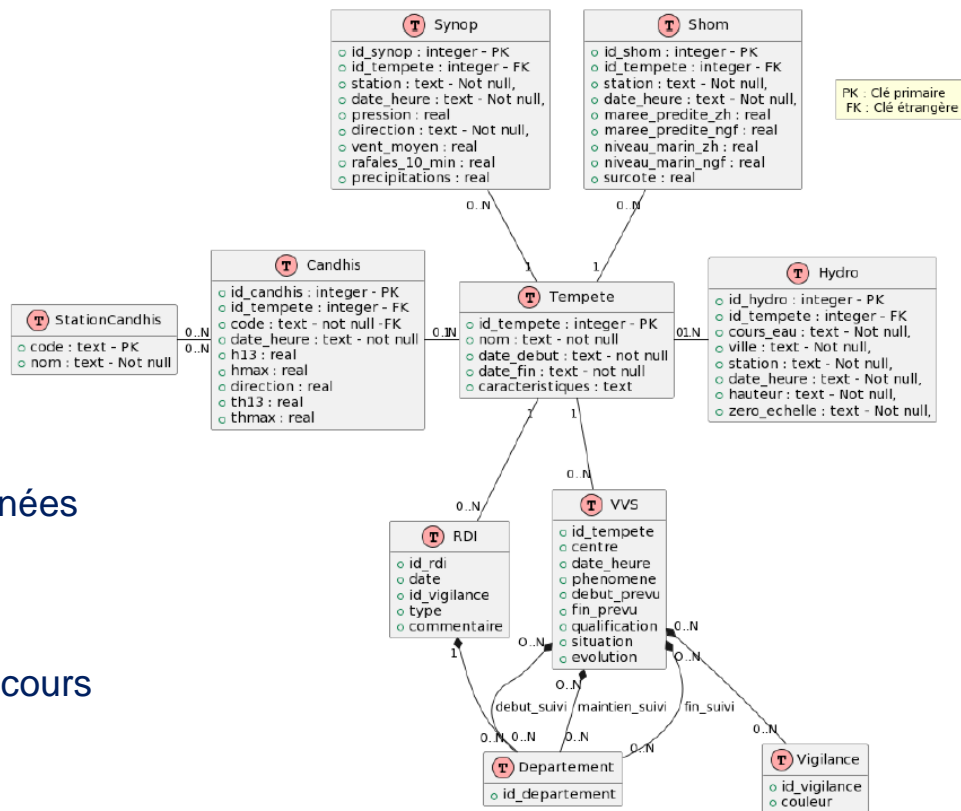 T Synop
id_synop : integer - PK
id_tempete : integer - FK
station : text - Not null,
date_heure : text - Not null,
pression : real
direction : text - Not null,
vent_moyen : real
rafales_10_min : real
precipitations : real
T Shom
id_shom : integer - PK
id_tempete : integer - FK
station : text - Not null,
date_heure : text - Not null,
maree_predite_zh : real
maree_predite_ngf : real
niveau_marin_zh : real
niveau_marin_ngf : real
surcote : real
PK : Clé primaire
FK : Clé étrangère
0..N
0..N
1
1
T StationCandhis
code : text - PK
nom : text - Not null
0..N
0..N
T Candhis
id_candhis : integer - PK
id_tempete : integer - FK
code : text - not null -FK
date_heure : text - not null
h13 : real
hmax : real
direction : real
th13 : real
thmax : real
T Tempete
id_tempete : integer - PK
nom : text - not null
date_debut : text - not null
date_fin : text - not null
caracteristiques : text
T Hydro
id_hydro : integer - PK
id_tempete : integer - FK
cours_eau : text - Not null,
ville : text - Not null,
station : text - Not null,
date_heure : text - Not null,
hauteur : text - Not null,
zero_echelle : text - Not null,
1
1
0..N
0..N
nées
cours
T RDI
id_rdi
date
id_vigilance
type
commentaire
T VVS
id_tempete
centre
date_heure
phenomene
debut_prevu
fin_prevu
qualification
situation
evolution
1
O..N
O..N
O..N
0..N
debut_suivi
maintien_suivi
fin_suivi
0..N
0..N
0..N
0..N
0..N
T Departement
id_departement
T Vigilance
id_vigilance
couleur